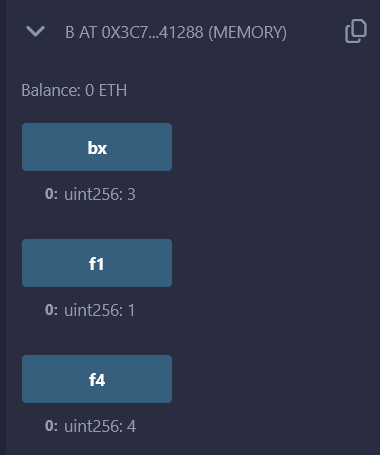 B AT 0X3C7...41288 (MEMORY)
Balance: 0 ETH
bx
0: uint256: 3
f1
0: uint256: 1
f4
0: uint256: 4